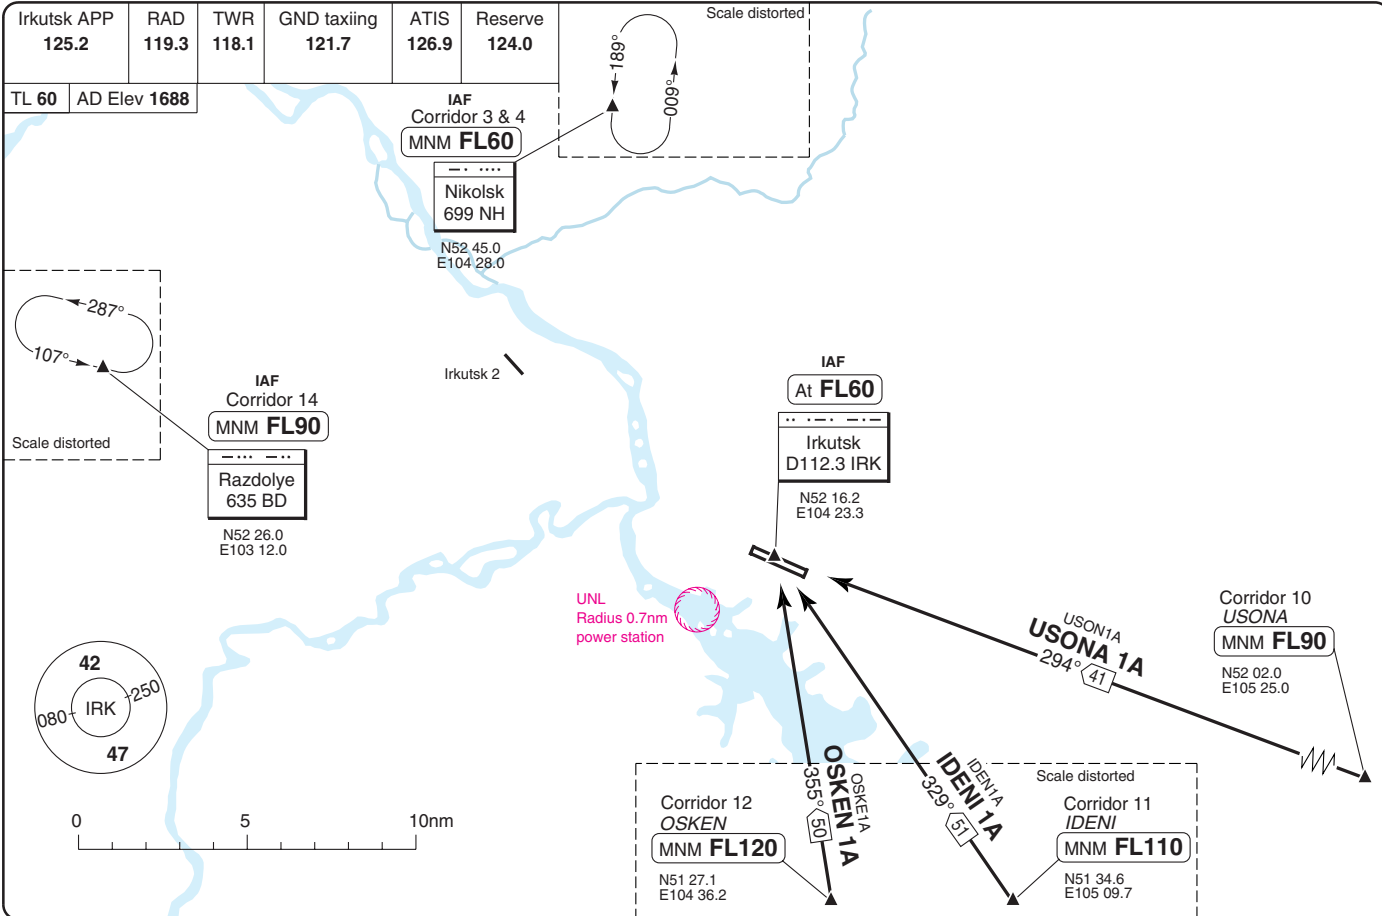 Irkutsk APP
125.2
RAD
119.3
TWR
118.1
GND taxiing
121.7
ATIS
126.9
Reserve
124.0
TL 60
AD Elev 1688
Scale distorted
189°
009°
IAF
Corridor 3 & 4
MNM FL60
Nikolsk
699 NH
N52 45.0
E104 28.0
287°
107°
Scale distorted
IAF
Corridor 14
MNM FL90
Razdolye
635 BD
N52 26.0
E103 12.0
Irkutsk 2
IAF
At FL60
Irkutsk
D112.3 IRK
N52 16.2
E104 23.3
UNL
Radius 0.7nm
power station
USON1A
USONA 1A
294° 41
Corridor 10
USONA
MNM FL90
N52 02.0
E105 25.0
42
080 IRK 250
47
0 5 10nm
Scale distorted
OSKE1A
OSKEN 1A
355° 50
IDEN1A
IDENI 1A
329° 51
Corridor 12
OSKEN
MNM FL120
N51 27.1
E104 36.2
Corridor 11
IDENI
MNM FL110
N51 34.6
E105 09.7